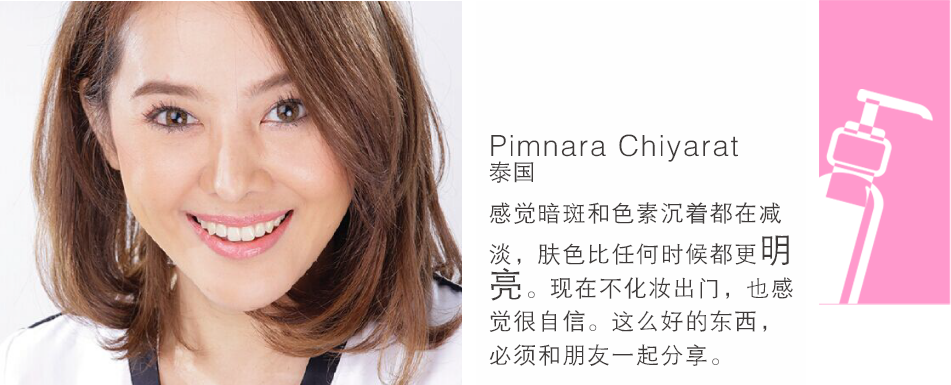 Pimnara Chiyarat
泰国
感觉暗斑和色素沉着都在减
淡，肤色比任何时候都更明
亮。现在不化妆出门，也感
觉很自信。这么好的东西，
必须和朋友一起分享。